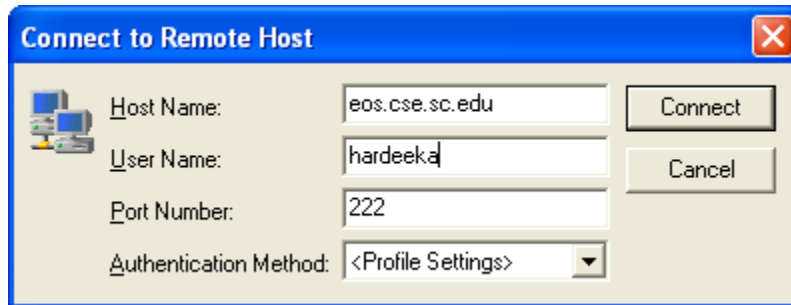 Connect to Remote Host
Host Name: eos.cse.sc.edu Connect
User Name: hardeeka
Cancel
Port Number: 222
Authentication Method: <Profile Settings>